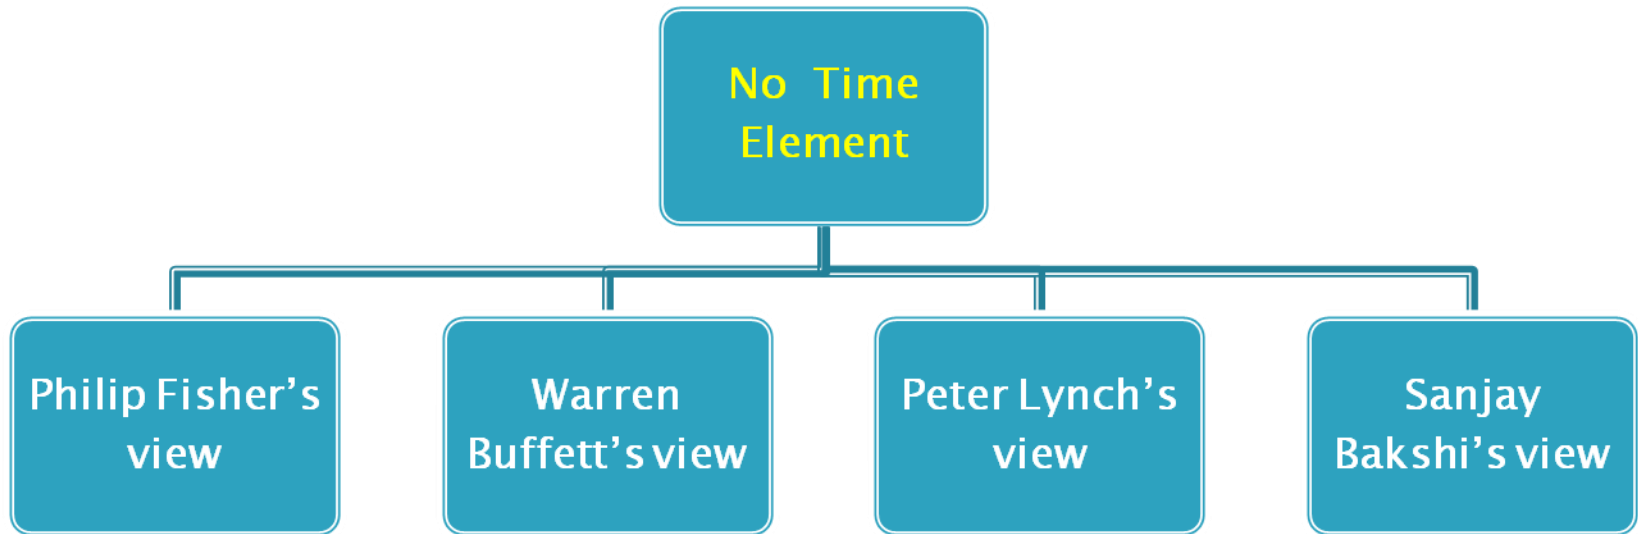 No Time
Element
Philip Fisher’s
view
Warren
Buffett’s view
Peter Lynch’s
view
Sanjay
Bakshi’s view